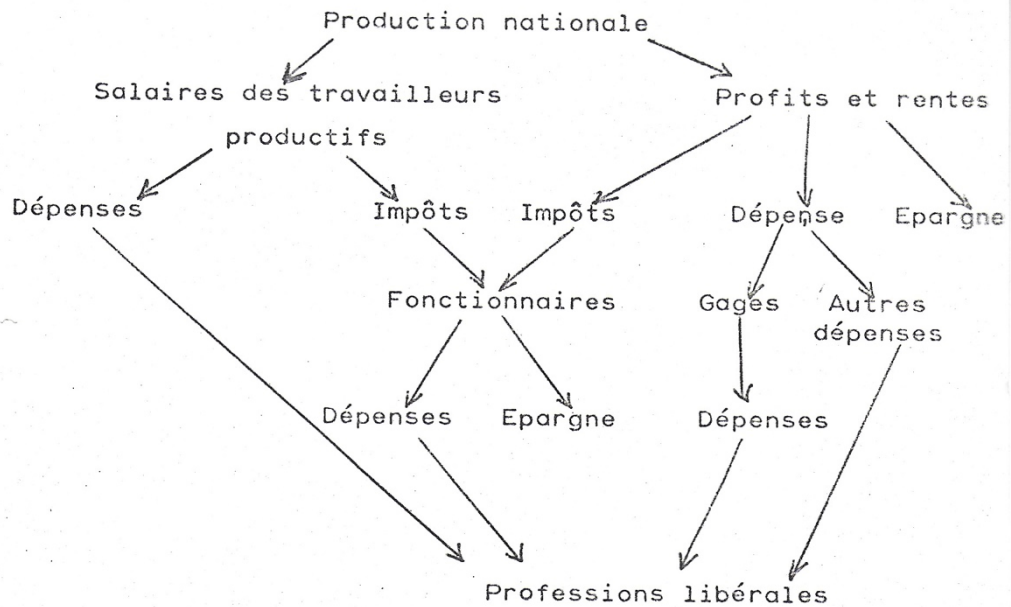 Production nationale
Salaires des travailleurs
productifs
Profits et rentes
Dépenses
Impôts
Impôts
Dépense
Epargne
Fonctionnaires
Gages
Autres
dépenses
Dépenses
Epargne
Dépenses
Professions libérales